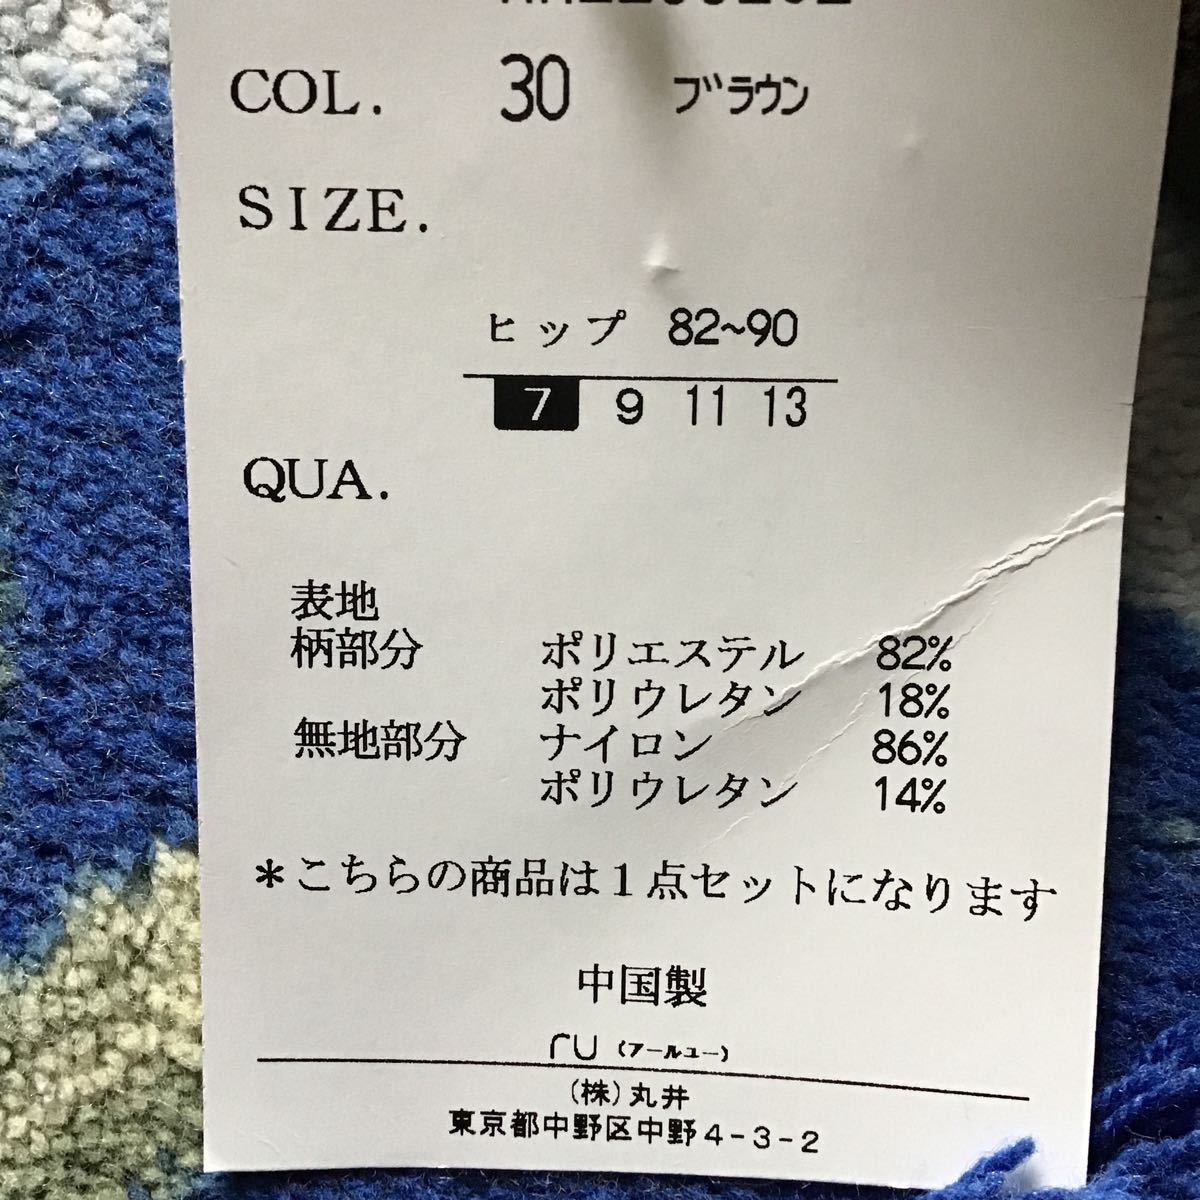 COL. 30 ブラウン
SIZE.
ヒップ 82~90
7 9 11 13
QUA.
表地
柄部分 ポリエステル 82%
ポリウレタン 18%
無地部分 ナイロン 86%
ポリウレタン 14%
*こちらの商品は1点セットになります
中国製
ru (アールユー)
(株)丸井
東京都中野区中野4-3-2